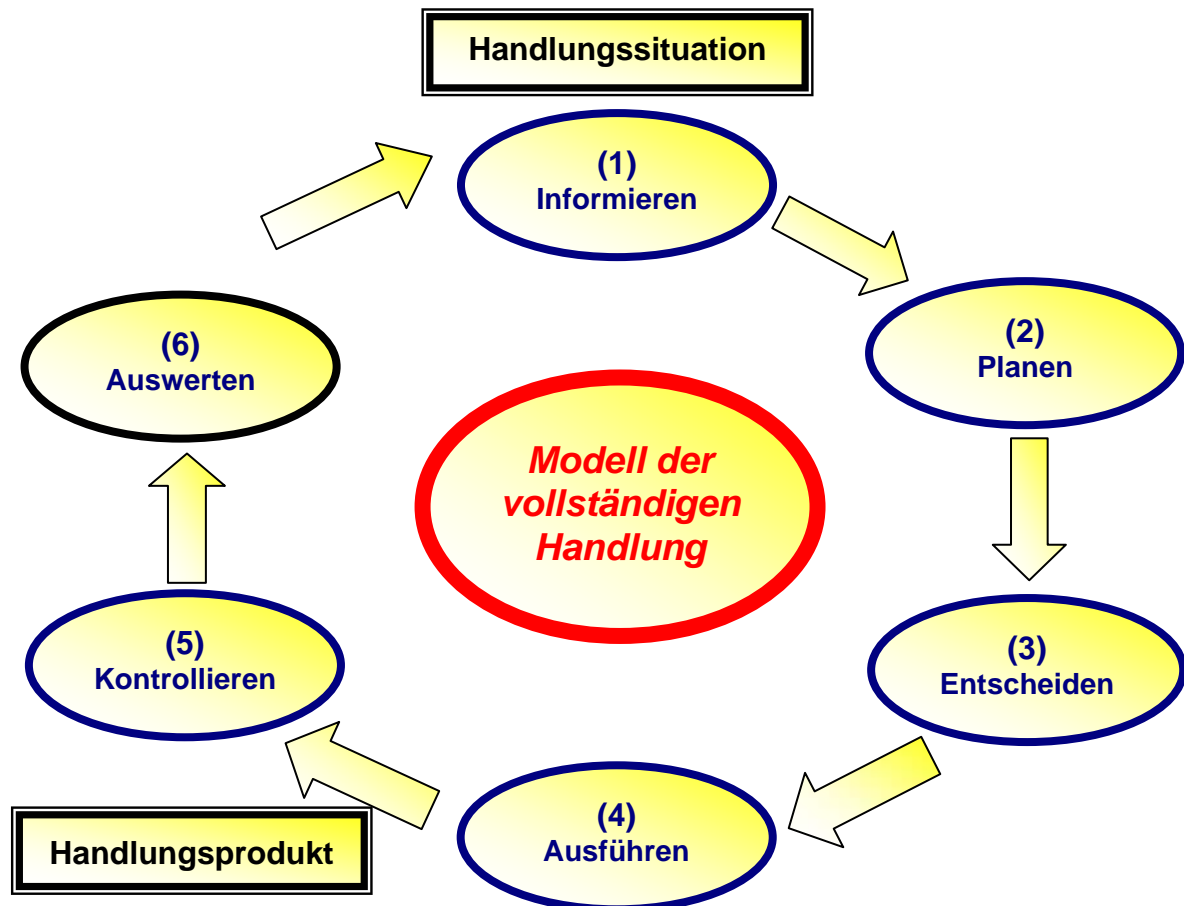 Handlungssituation
(1)
Informieren
(2)
Planen
(3)
Entscheiden
(4)
Ausführen
Handlungsprodukt
(5)
Kontrollieren
(6)
Auswerten
Modell der
vollständigen
Handlung